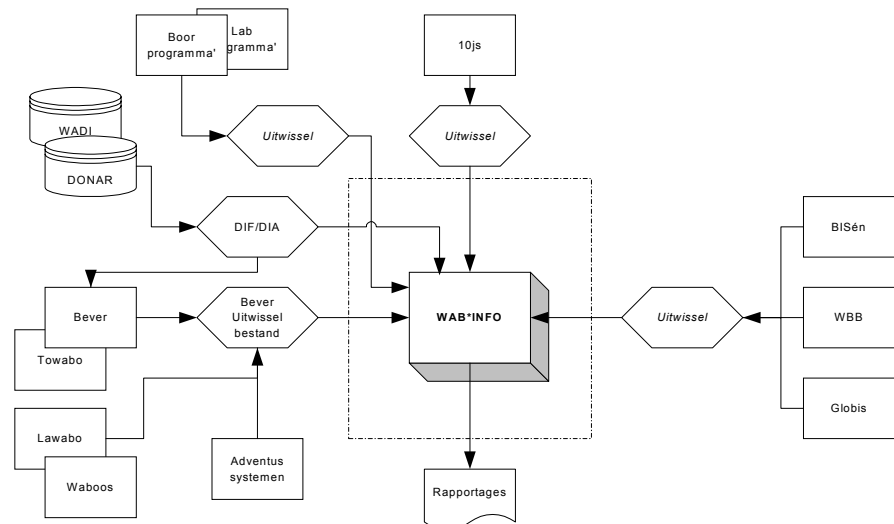 Lab
Boor
programma'
gramma'
10js
WADI
Uitwissel
Uitwissel
DONAR
DIF/DIA
BISén
Bever
Bever
Uitwissel
bestand
WAB*INFO
Uitwissel
WBB
Towabo
Lawabo
Globis
Adventus
systemen
Waboos
Rapportages